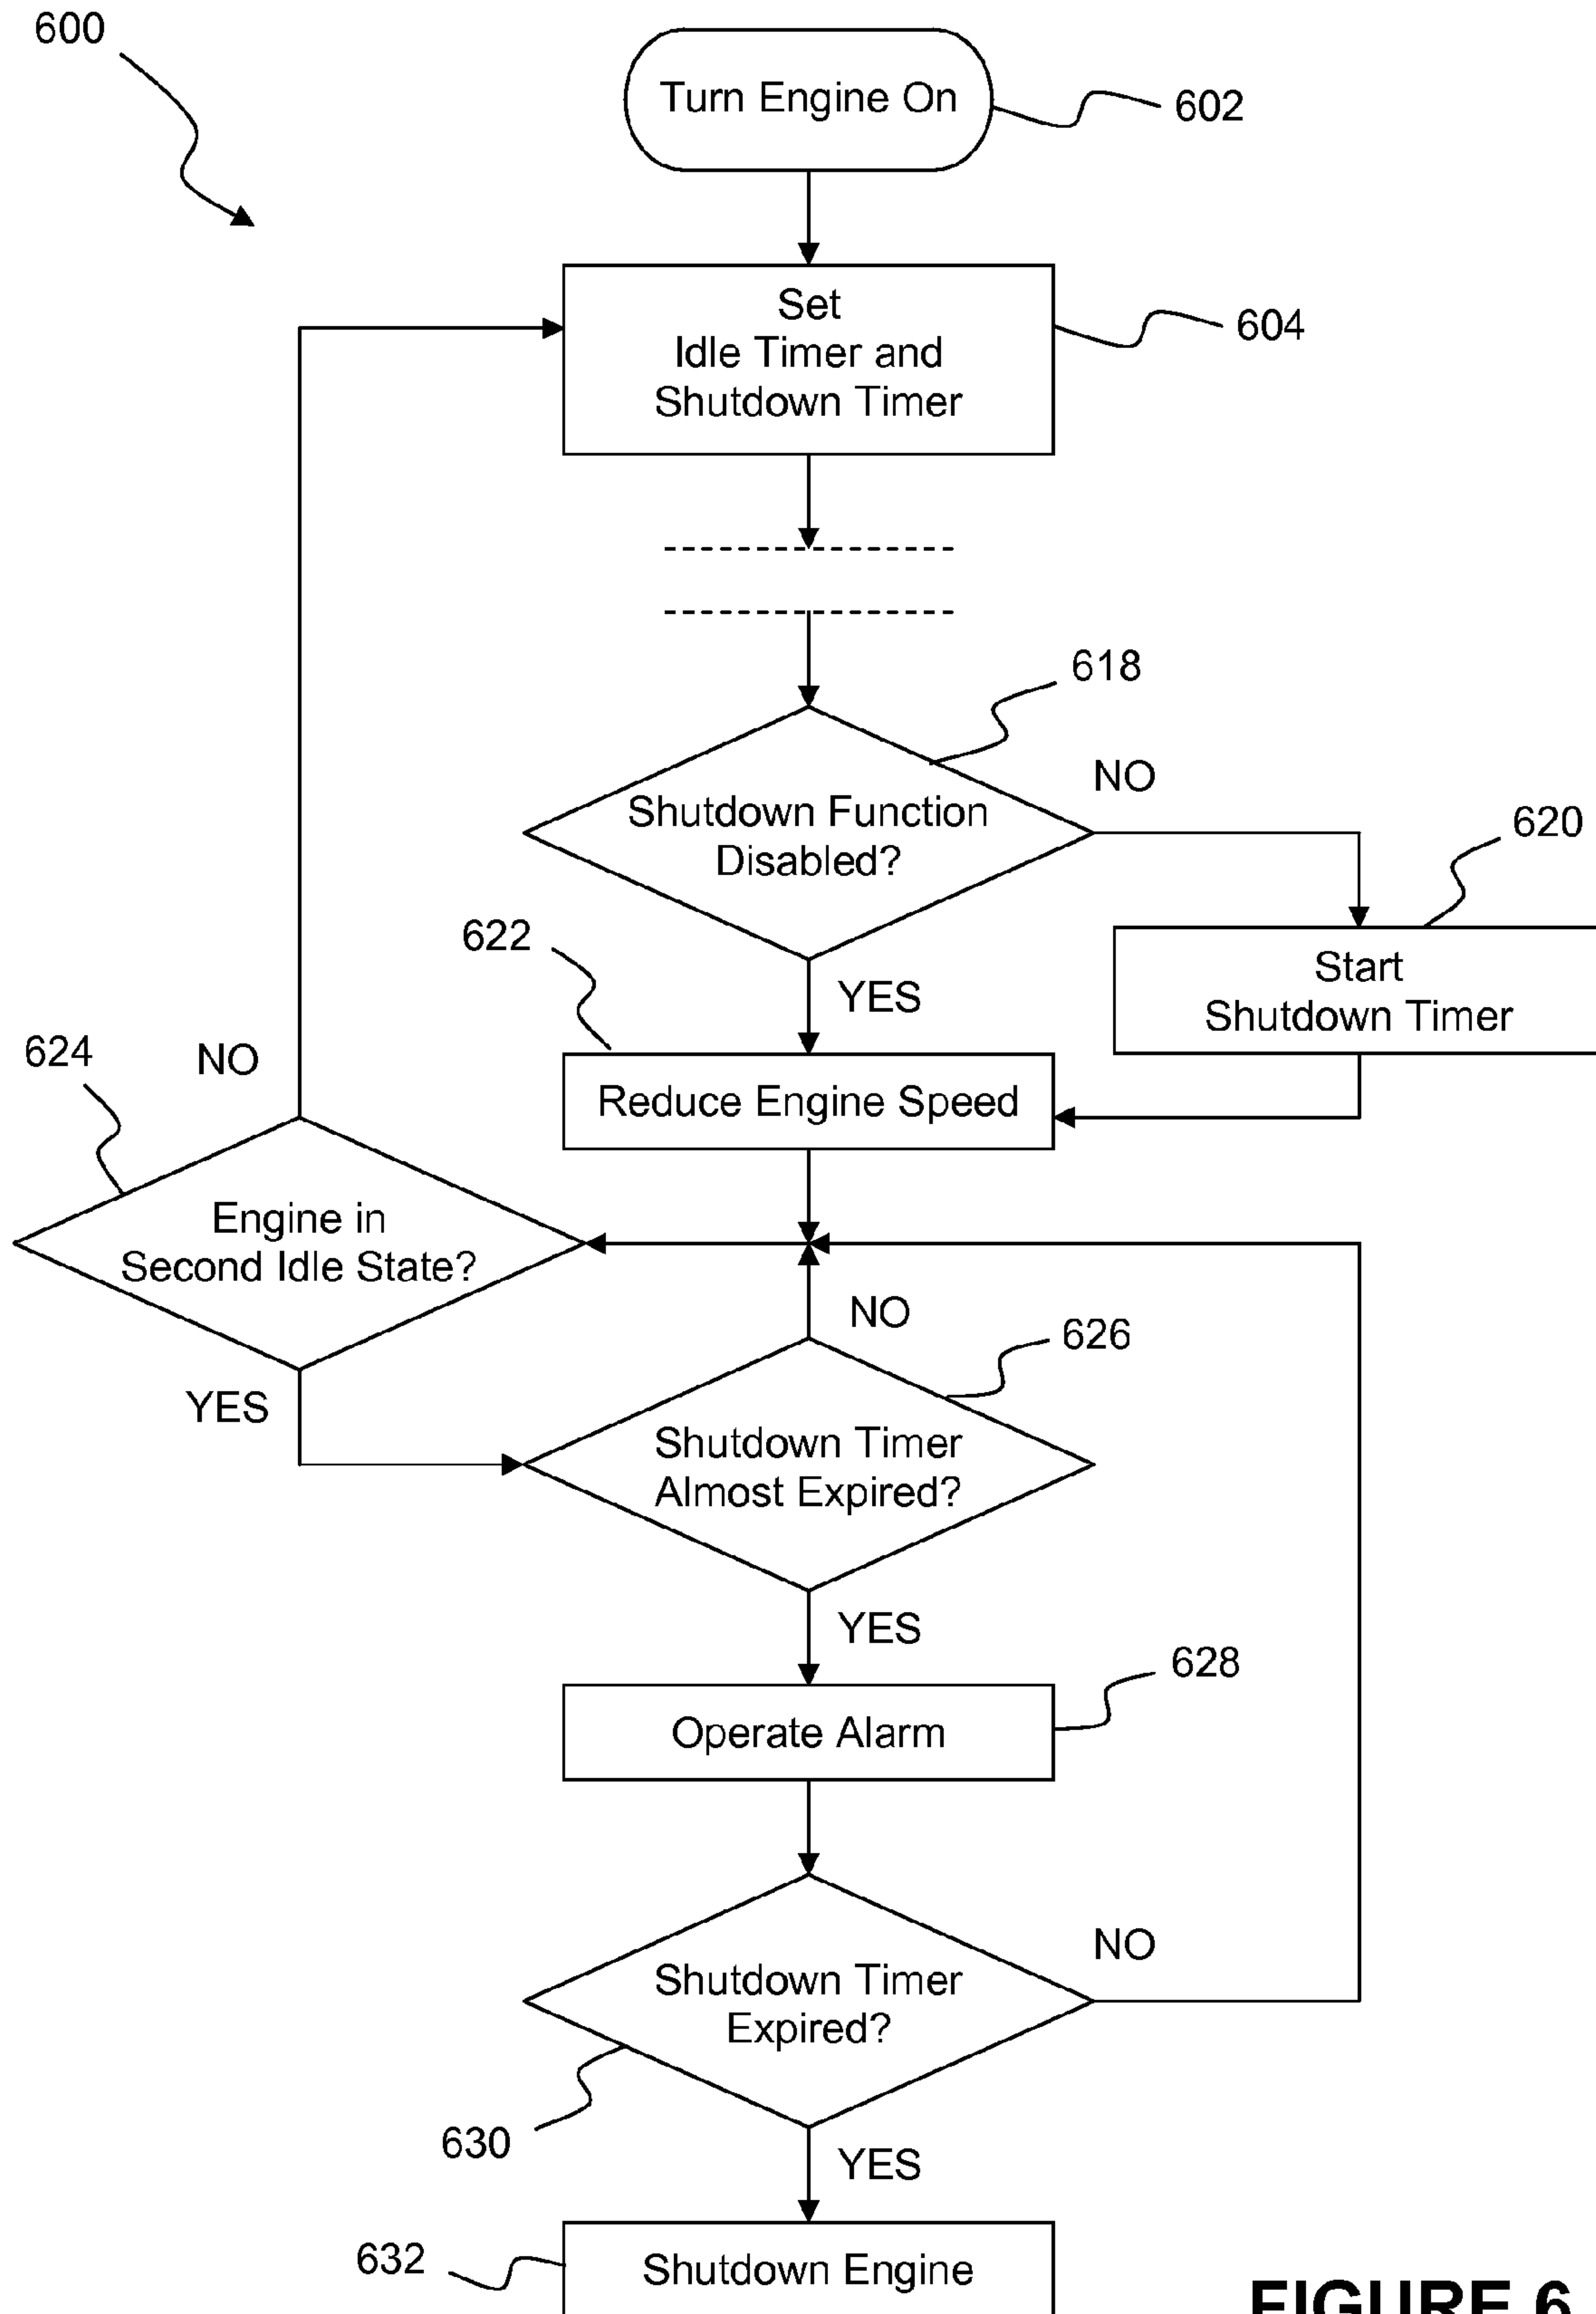 600
Turn Engine On
602
Set
Idle Timer and
Shutdown Timer
604
618
Shutdown Function
Disabled?
NO
620
Start
Shutdown Timer
622
YES
Reduce Engine Speed
624
NO
Engine in
Second Idle State?
YES
NO
626
Shutdown Timer
Almost Expired?
YES
628
Operate Alarm
Shutdown Timer
Expired?
NO
630
YES
632
Shutdown Engine
FIGURE 6